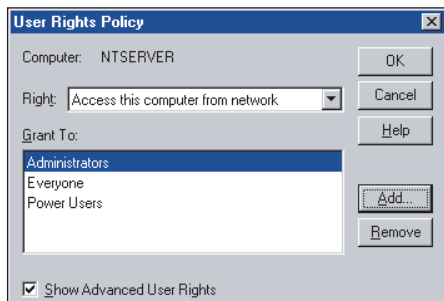 User Rights Policy
Computer: NTSERVER
OK
Right: Access this computer from network
Cancel
Grant To:
Help
Administrators
Everyone
Power Users
Add...
Remove
Show Advanced User Rights